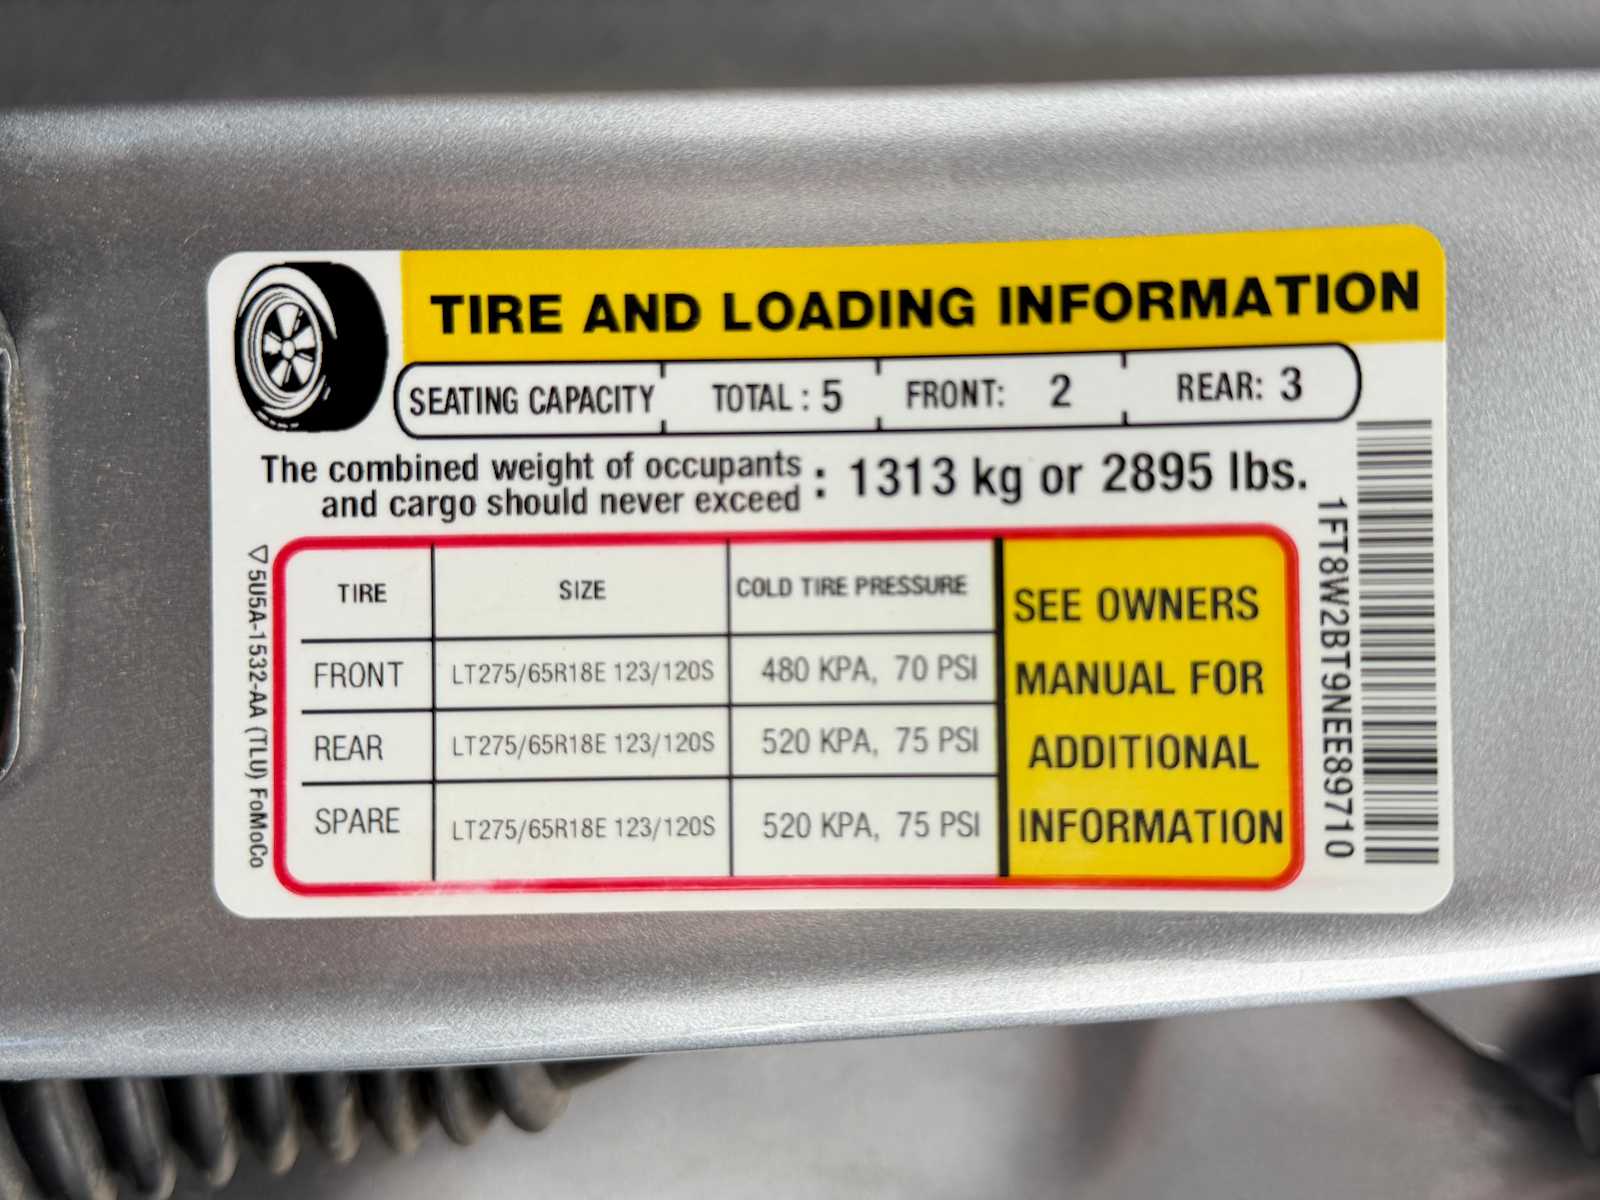 TIRE AND LOADING INFORMATION
SEATING CAPACITY TOTAL : 5 FRONT: 2 REAR: 3
The combined weight of occupants
and cargo should never exceed : 1313 kg or 2895 lbs.
TIRE SIZE COLD TIRE PRESSURE
FRONT LT275/65R18E 123/120S 480 KPA, 70 PSI
REAR LT275/65R18E 123/120S 520 KPA, 75 PSI
SPARE LT275/65R18E 123/120S 520 KPA, 75 PSI
SEE OWNERS
MANUAL FOR
ADDITIONAL
INFORMATION
5U5A-1532-AA (TLU) FoMoCo
1FT8W2BT9NEE89710